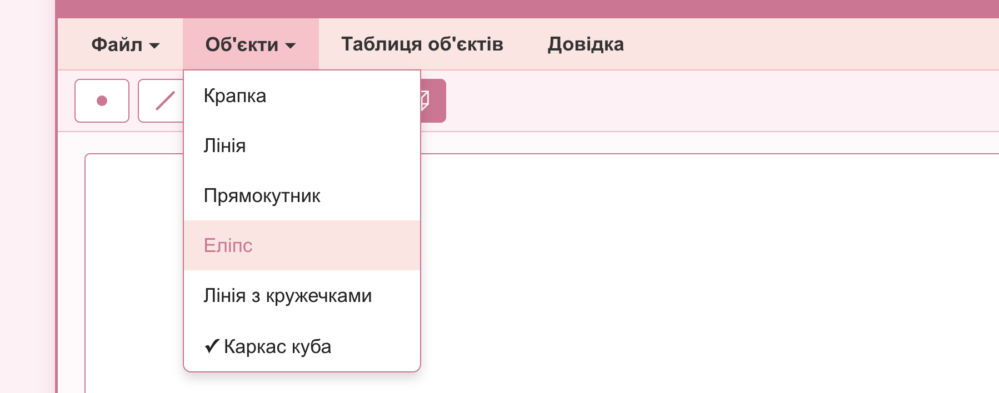 Файл Об'єкти Таблиця об'єктів Довідка
Крапка
Лінія
Прямокутник
Еліпс
Лінія з кружечками
✓ Каркас куба